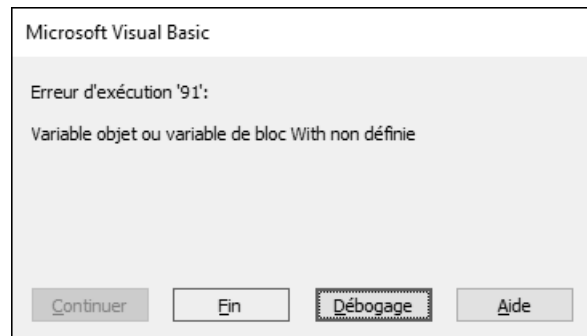 Microsoft Visual Basic
Erreur d'exécution '91':
Variable objet ou variable de bloc With non définie
Continuer
Fin
Débogage
Aide